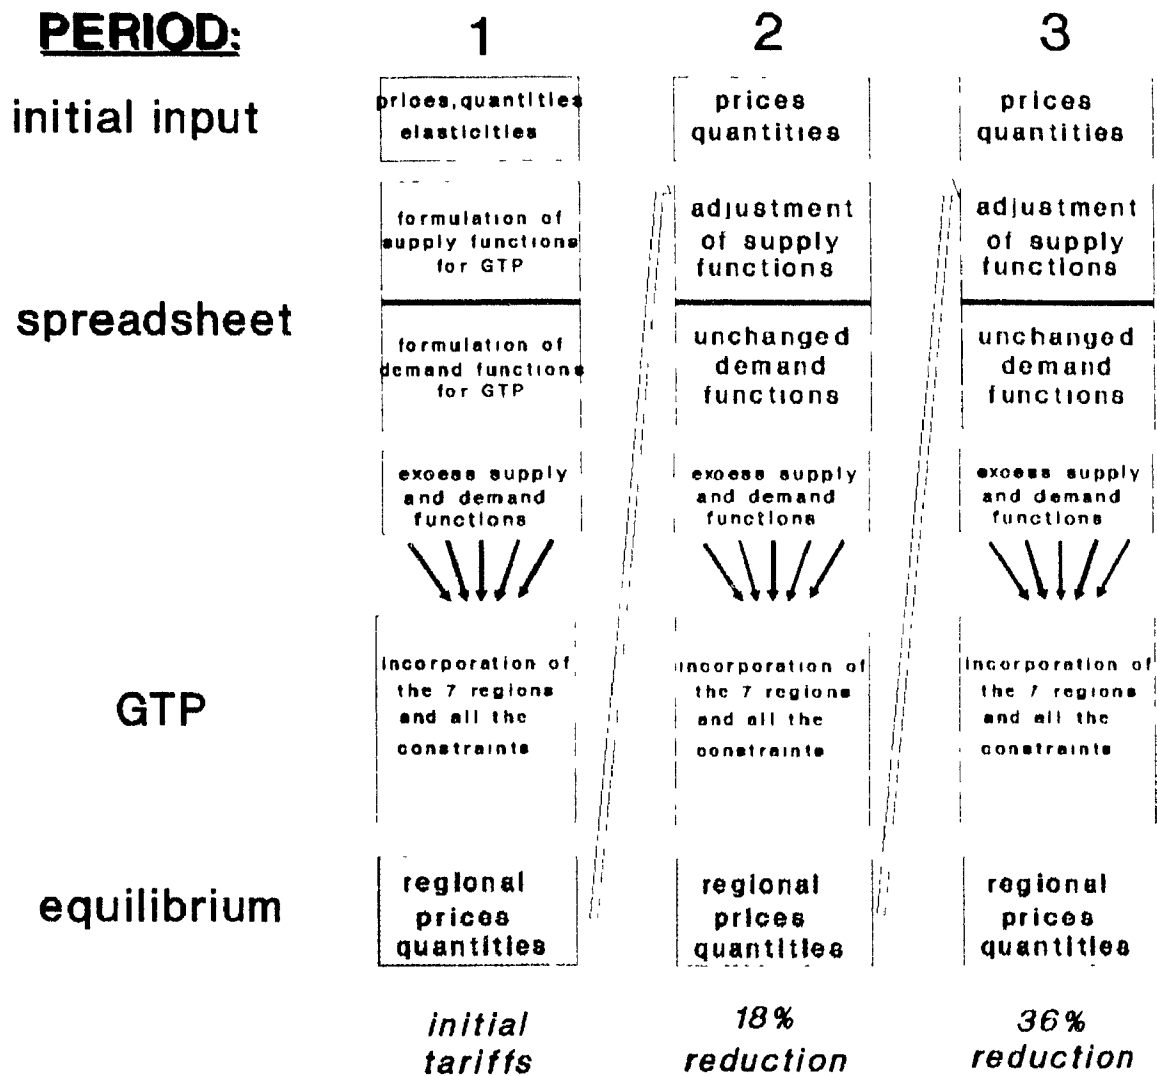 PERIOD: 1 2 3
initial input
prices, quantities
elasticities
prices
quantities
prices
quantities
spreadsheet
formulation of
supply functions
for GTP
adjustment
of supply
functions
adjustment
of supply
functions
formulation of
demand functions
for GTP
unchanged
demand
functions
unchanged
demand
functions
excess supply
and demand
functions
excess supply
and demand
functions
excess supply
and demand
functions
GTP
incorporation of
the 7 regions
and all the
constraints
incorporation of
the 7 regions
and all the
constraints
incorporation of
the 7 regions
and all the
constraints
equilibrium
regional
prices
quantities
regional
prices
quantities
regional
prices
quantities
initial
tariffs
18%
reduction
36%
reduction